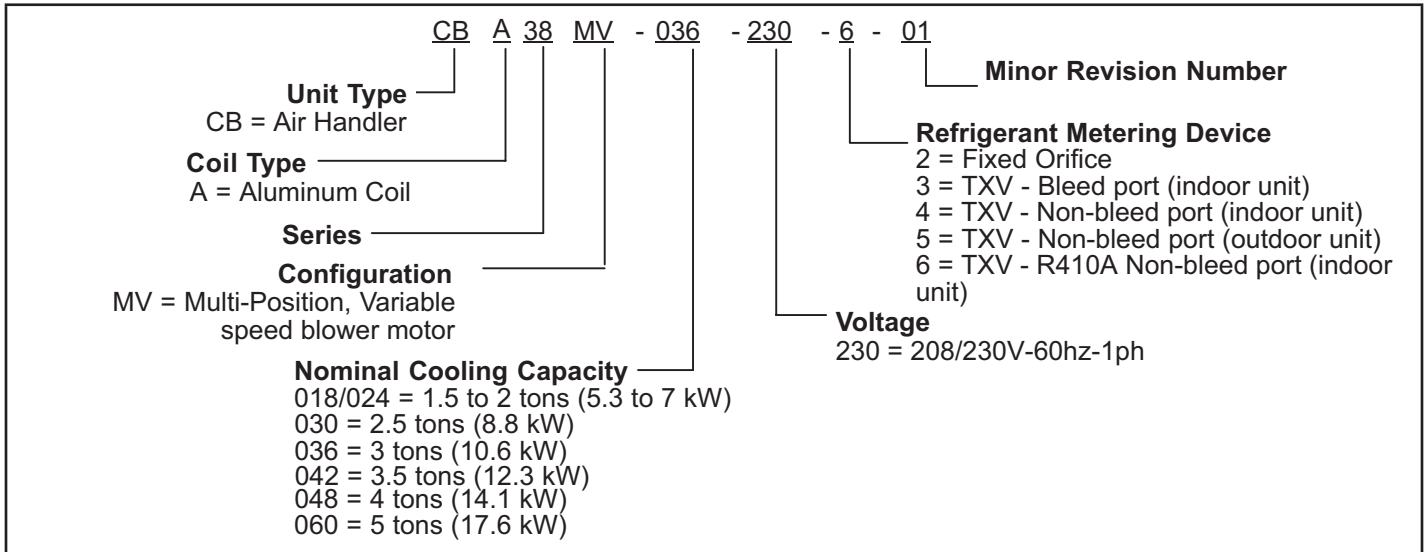 CB A 38 MV - 036 - 230 - 6 - 01
Minor Revision Number
Unit Type
CB = Air Handler
Refrigerant Metering Device
2 = Fixed Orifice
3 = TXV - Bleed port (indoor unit)
4 = TXV - Non-bleed port (indoor unit)
5 = TXV - Non-bleed port (outdoor unit)
6 = TXV - R410A Non-bleed port (indoor
unit)
Coil Type
A = Aluminum Coil
Series
Configuration
MV = Multi-Position, Variable
speed blower motor
Voltage
230 = 208/230V-60hz-1ph
Nominal Cooling Capacity
018/024 = 1.5 to 2 tons (5.3 to 7 kW)
030 = 2.5 tons (8.8 kW)
036 = 3 tons (10.6 kW)
042 = 3.5 tons (12.3 kW)
048 = 4 tons (14.1 kW)
060 = 5 tons (17.6 kW)